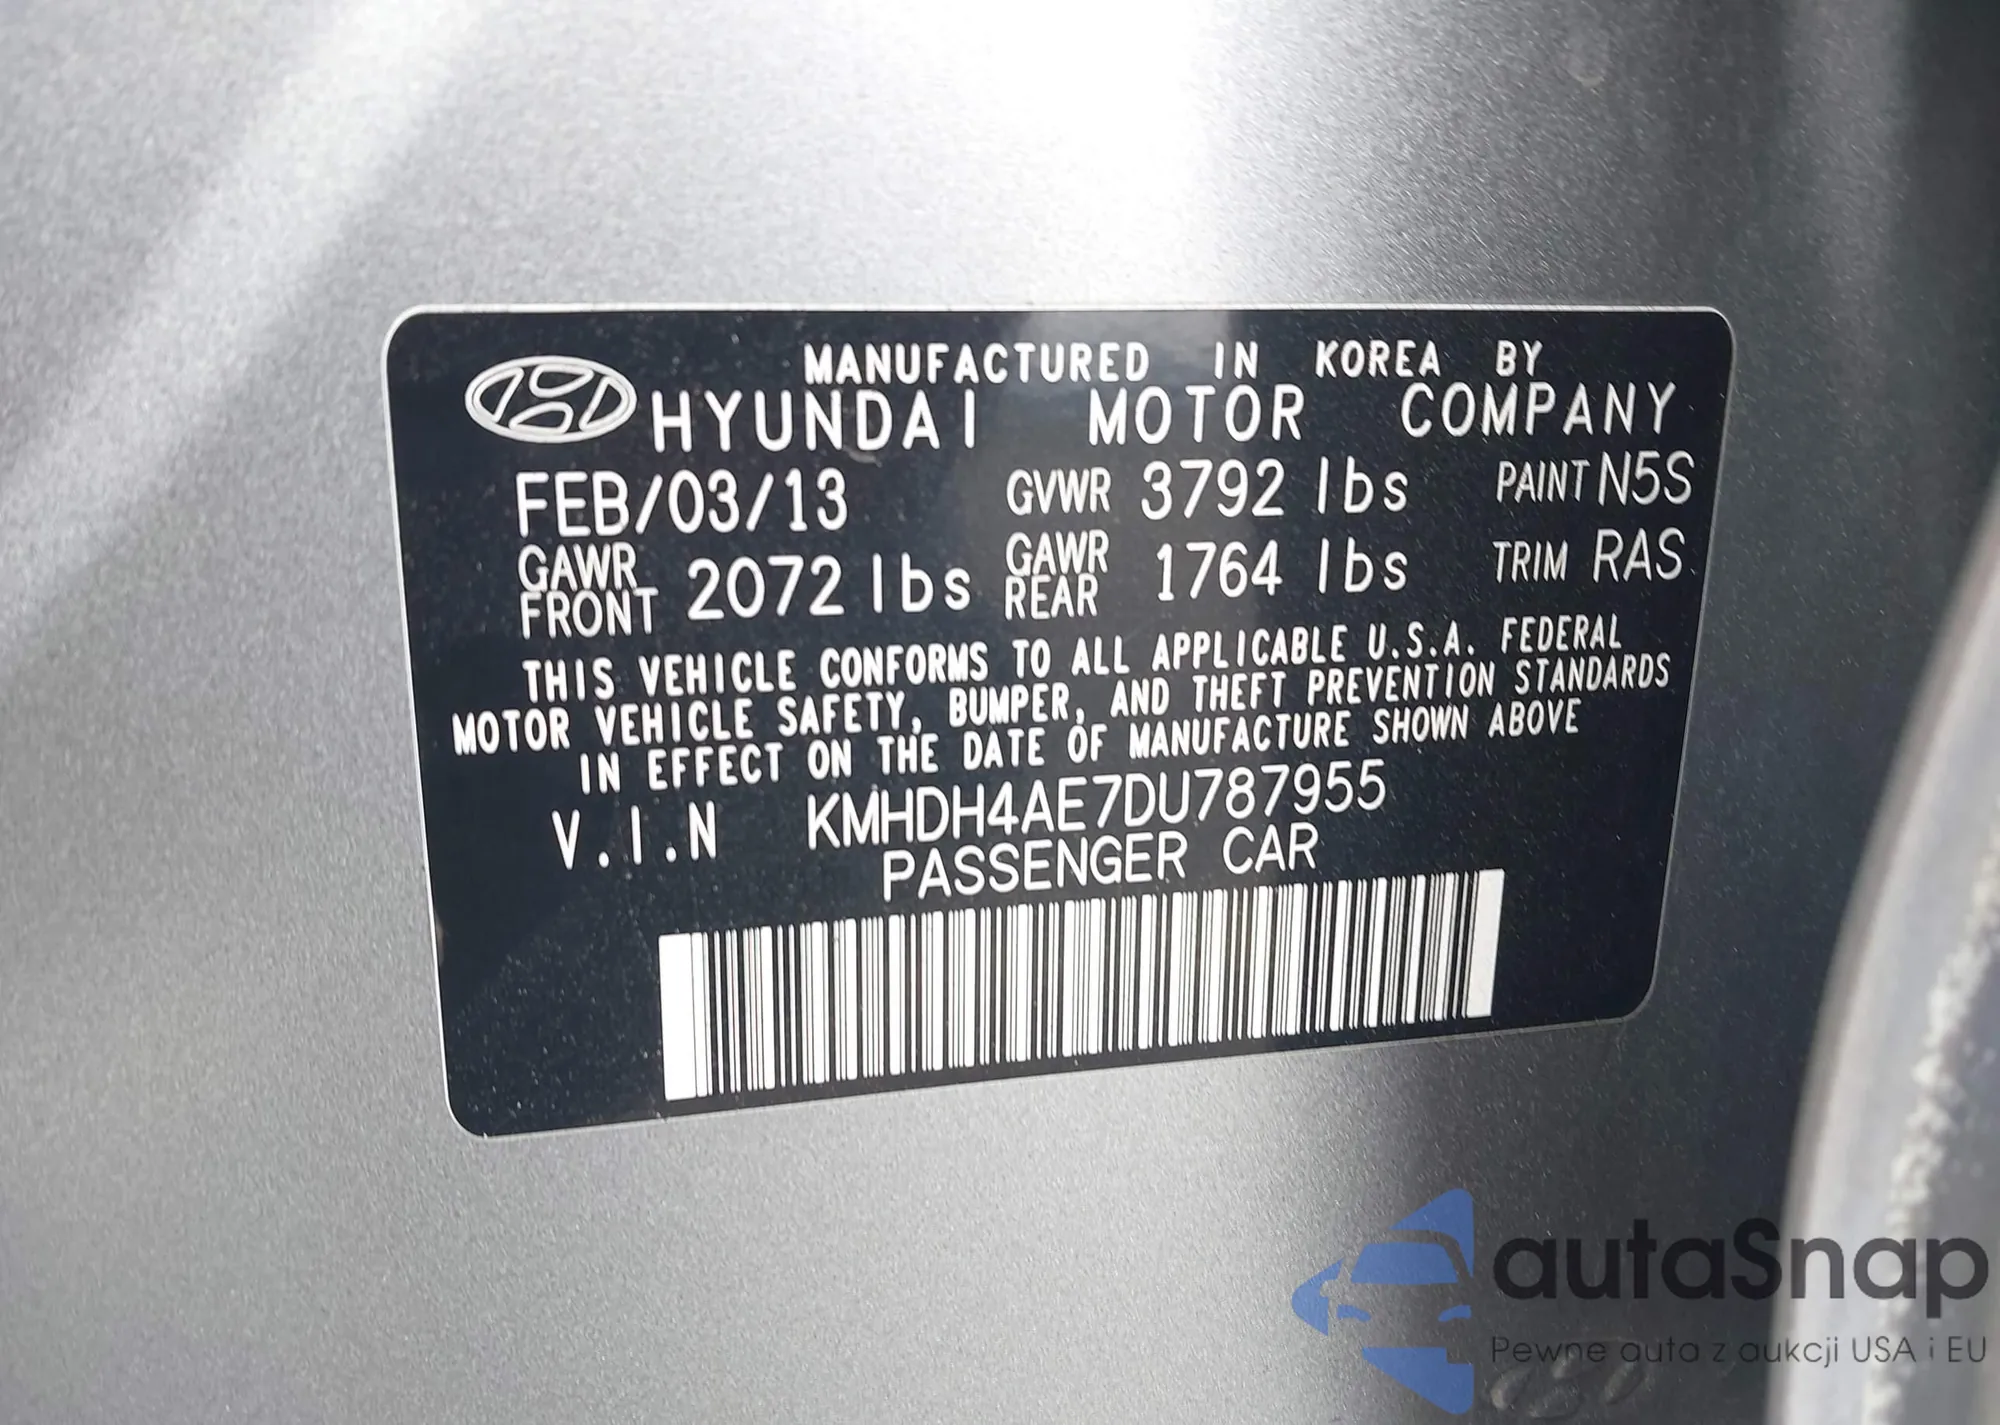 MANUFACTURED IN KOREA BY
HYUNDAI MOTOR COMPANY
FEB/03/13 GVWR 3792 lbs PAINT N5S
GAWR FRONT 2072 lbs GAWR REAR 1764 lbs TRIM RAS
THIS VEHICLE CONFORMS TO ALL APPLICABLE U.S.A. FEDERAL
MOTOR VEHICLE SAFETY, BUMPER, AND THEFT PREVENTION STANDARDS
IN EFFECT ON THE DATE OF MANUFACTURE SHOWN ABOVE
V.I.N KMHDH4AE7DU787955
PASSENGER CAR
autaSnap
Pewne auta z aukcji USA i EU